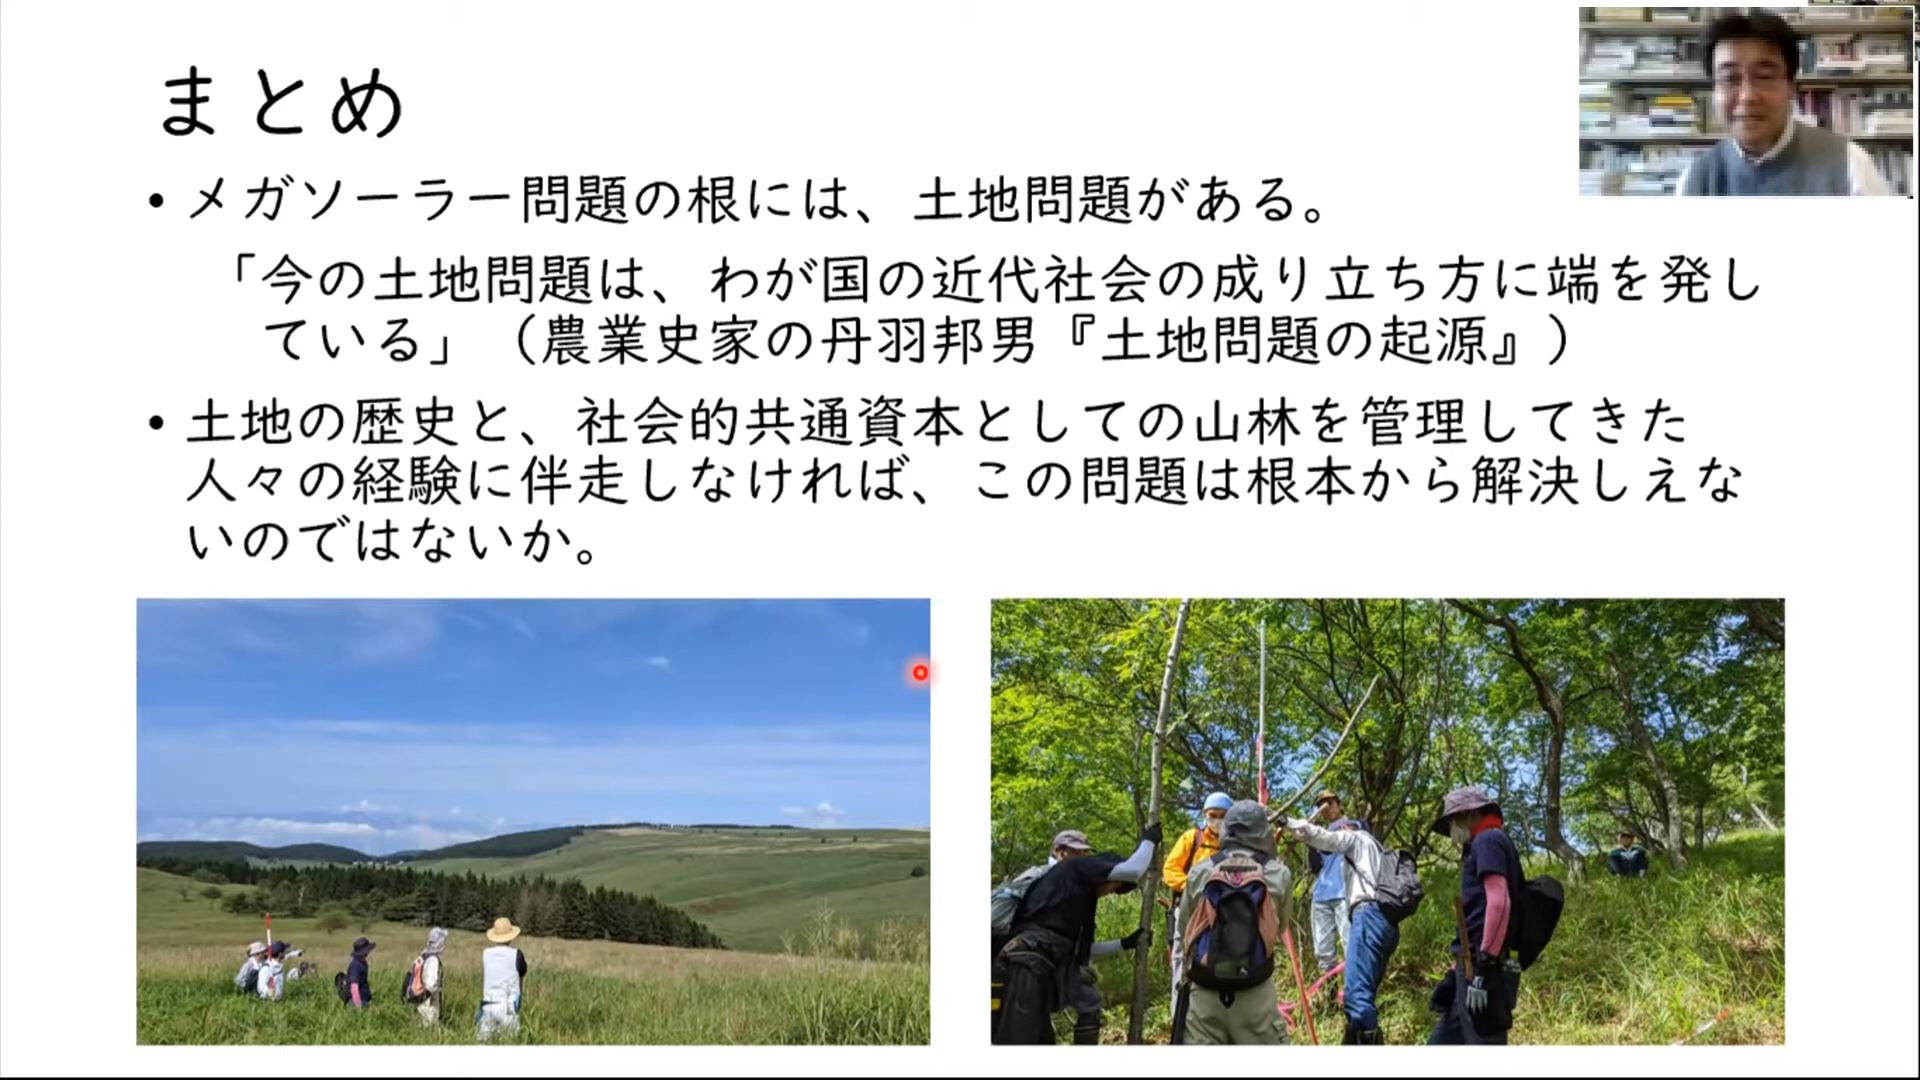 まとめ
• メガソーラー問題の根には、土地問題がある。
「今の土地問題は、わが国の近代社会の成り立ち方に端を発し
ている」（農業史家の丹羽邦男『土地問題の起源』）
• 土地の歴史と、社会的共通資本としての山林を管理してきた
人々の経験に伴走しなければ、この問題は根本から解決しえな
いのではないか。